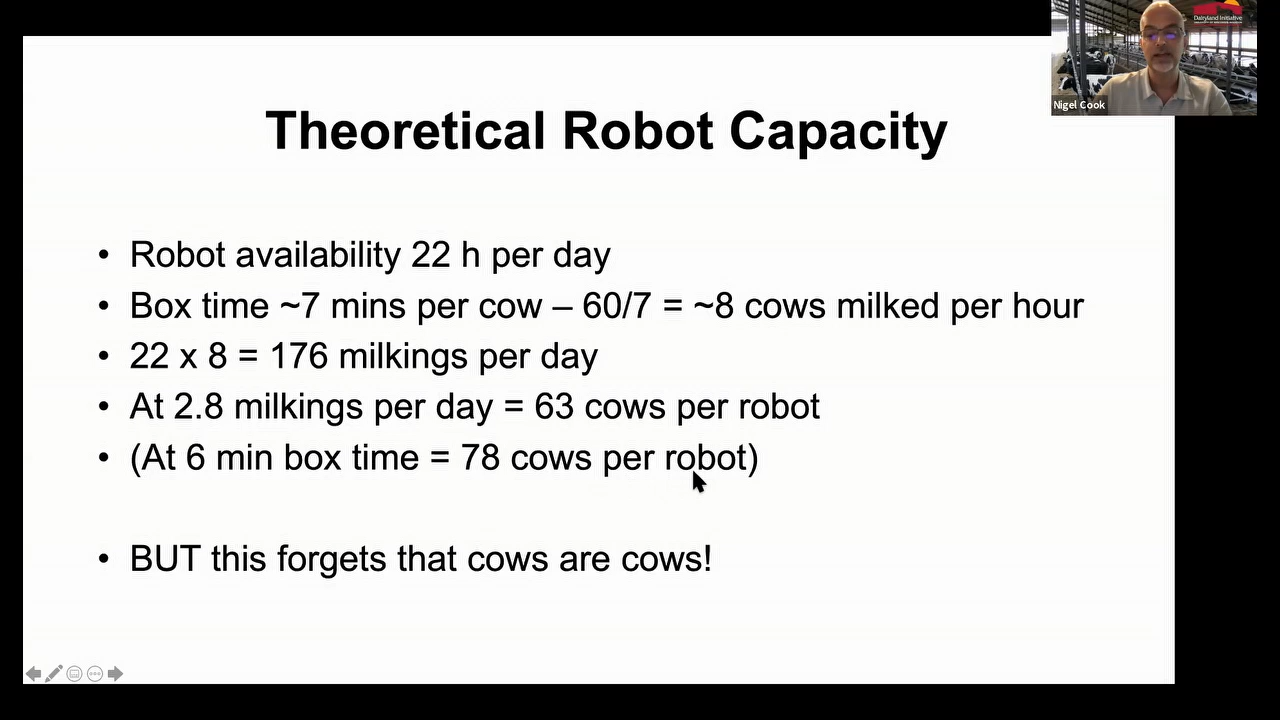 Dairyland Initiative
Nigel Cook
Theoretical Robot Capacity
• Robot availability 22 h per day
• Box time ~7 mins per cow – 60/7 = ~8 cows milked per hour
• 22 x 8 = 176 milkings per day
• At 2.8 milkings per day = 63 cows per robot
• (At 6 min box time = 78 cows per robot)
• BUT this forgets that cows are cows!